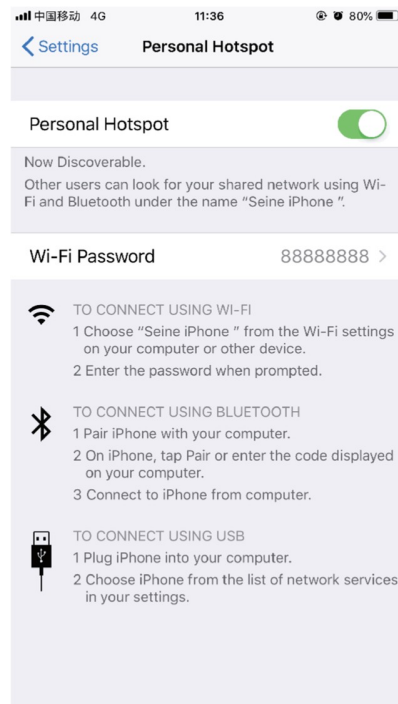 中国移动 4G 11:36 80%
Settings Personal Hotspot
Personal Hotspot
Now Discoverable.
Other users can look for your shared network using Wi-
Fi and Bluetooth under the name “Seine iPhone ”.
Wi-Fi Password 88888888
TO CONNECT USING WI-FI
1 Choose “Seine iPhone ” from the Wi-Fi settings
on your computer or other device.
2 Enter the password when prompted.
TO CONNECT USING BLUETOOTH
1 Pair iPhone with your computer.
2 On iPhone, tap Pair or enter the code displayed
on your computer.
3 Connect to iPhone from computer.
TO CONNECT USING USB
1 Plug iPhone into your computer.
2 Choose iPhone from the list of network services
in your settings.